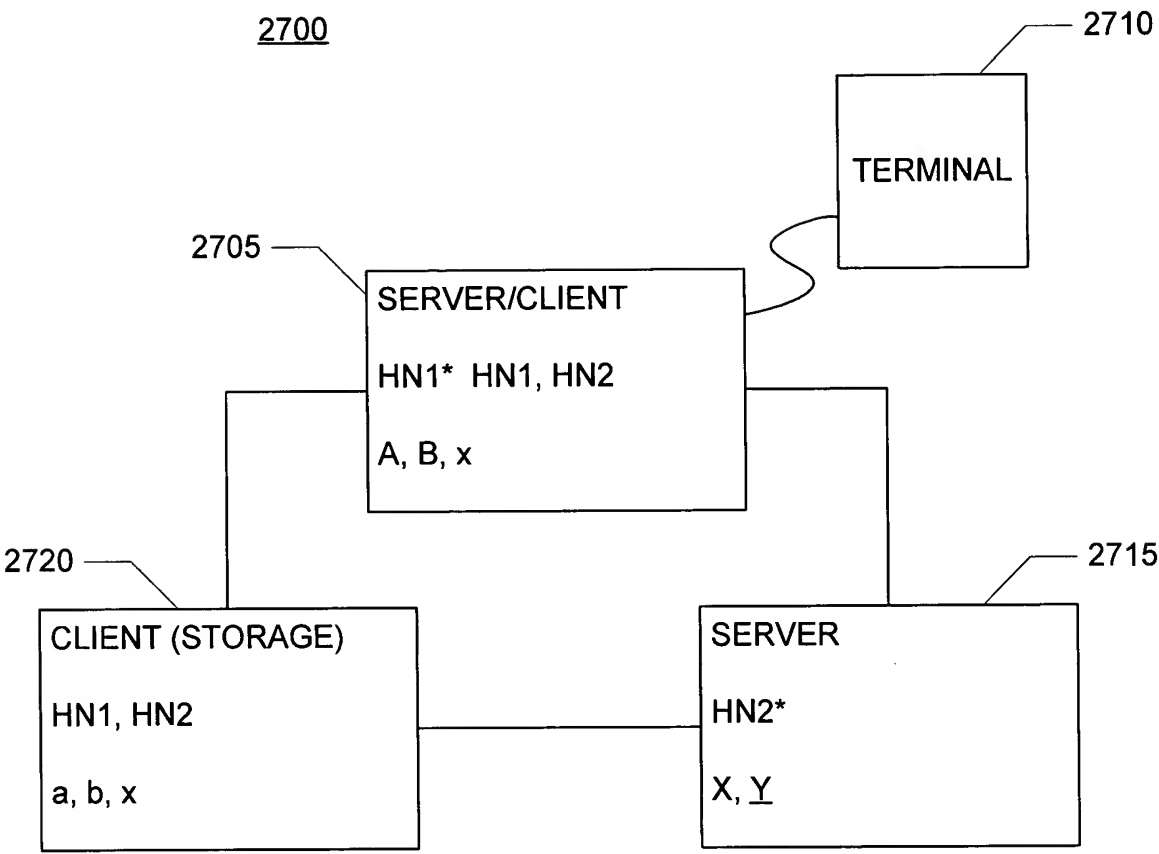 2700
2710
TERMINAL
2705
SERVER/CLIENT
HN1* HN1, HN2
A, B, x
2720
2715
CLIENT (STORAGE)
HN1, HN2
a, b, x
SERVER
HN2*
X, Y